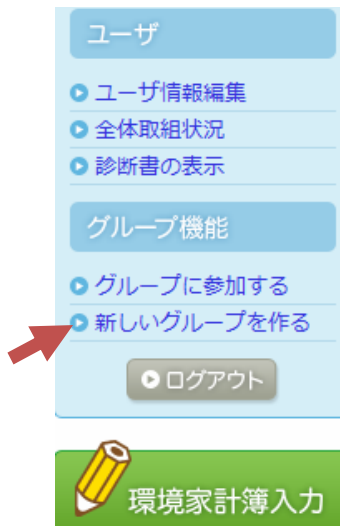 ユーザ
ユーザ情報編集
全体取組状況
診断書の表示
グループ機能
グループに参加する
新しいグループを作る
ログアウト
環境家計簿入力